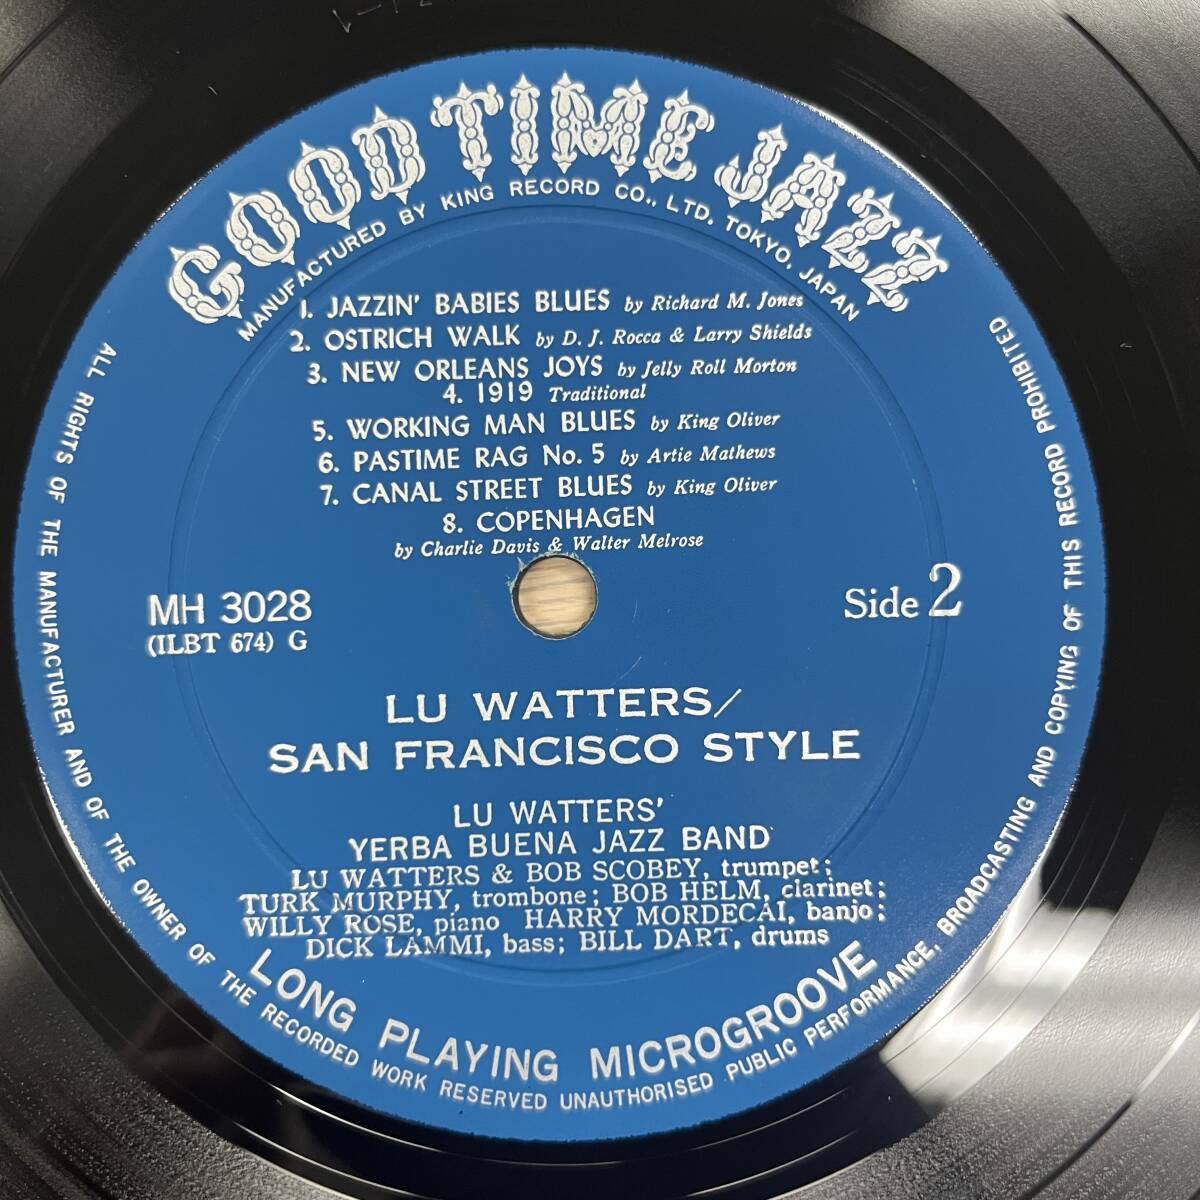 GOOD TIME JAZZ
MANUFACTURED BY KING RECORD CO., LTD. TOKYO, JAPAN
1. JAZZIN' BABIES BLUES by Richard M. Jones
2. OSTRICH WALK by D. J. Rocca & Larry Shields
3. NEW ORLEANS JOYS by Jelly Roll Morton
4. 1919 Traditional
5. WORKING MAN BLUES by King Oliver
6. PASTIME RAG No. 5 by Artie Mathews
7. CANAL STREET BLUES by King Oliver
8. COPENHAGEN
by Charlie Davis & Walter Melrose
MH 3028
(ILBT 674) G
Side 2
LU WATTERS/
SAN FRANCISCO STYLE
LU WATTERS'
YERBA BUENA JAZZ BAND
LU WATTERS & BOB SCOBEY, trumpet;
TURK MURPHY, trombone; BOB HELM, clarinet;
WILLY ROSE, piano HARRY MORDECAI, banjo;
DICK LAMMI, bass; BILL DART, drums
LONG PLAYING MICROGROOVE
ALL RIGHTS OF THE MANUFACTURER AND OF THE OWNER OF THE RECORDED WORK RESERVED UNAUTHORISED PUBLIC PERFORMANCE, BROADCASTING AND COPYING OF THIS RECORD PROHIBITED